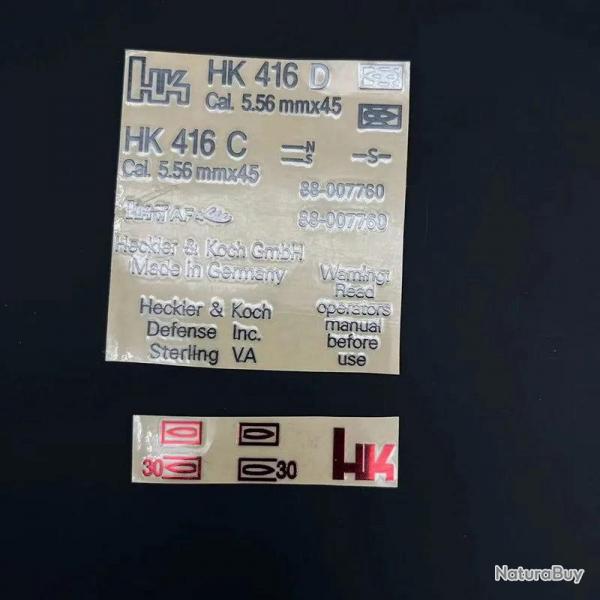 HK
HK 416 D
Cal. 5.56 mmx45
HK 416 C
Cal. 5.56 mmx45
N
S
-S-
88-007760
88-007760
Heckler & Koch GmbH
Made in Germany
Heckler & Koch
Defense Inc.
Sterling VA
Warning:
Read
operators
manual
before
use
30
30
HK
NaturaBuy